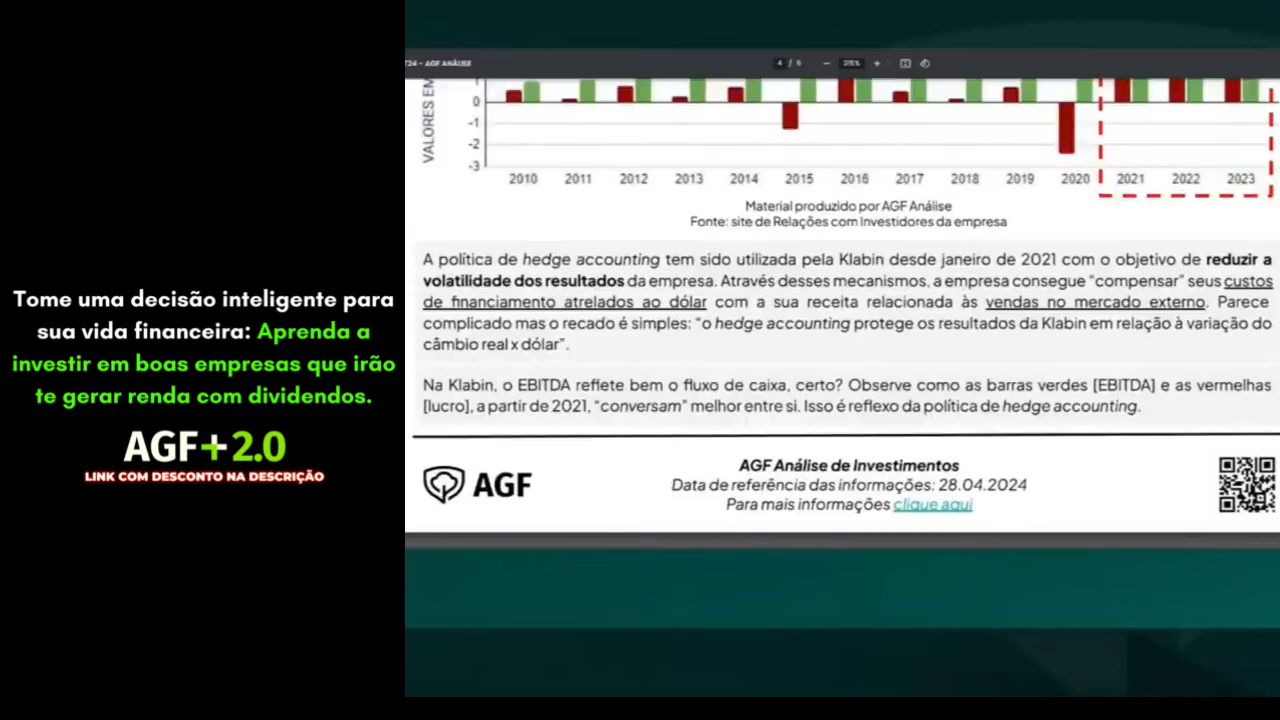 Tome uma decisão inteligente para
sua vida financeira: Aprenda a
investir em boas empresas que irão
te gerar renda com dividendos.
AGF+2.0
LINK COM DESCONTO NA DESCRIÇÃO
T24 - AGF ANÁLISE
4 / 5
VALORES EM
0
-1
-2
-3
2010 2011 2012 2013 2014 2015 2016 2017 2018 2019 2020 2021 2022 2023
Material produzido por AGF Análise
Fonte: site de Relações com Investidores da empresa
A política de hedge accounting tem sido utilizada pela Klabin desde janeiro de 2021 com o objetivo de reduzir a
volatilidade dos resultados da empresa. Através desses mecanismos, a empresa consegue “compensar” seus custos
de financiamento atrelados ao dólar com a sua receita relacionada às vendas no mercado externo. Parece
complicado mas o recado é simples: “o hedge accounting protege os resultados da Klabin em relação à variação do
câmbio real x dólar”.
Na Klabin, o EBITDA reflete bem o fluxo de caixa, certo? Observe como as barras verdes [EBITDA] e as vermelhas
[lucro], a partir de 2021, “conversam” melhor entre si. Isso é reflexo da política de hedge accounting.
AGF
AGF Análise de Investimentos
Data de referência das informações: 28.04.2024
Para mais informações clique aqui